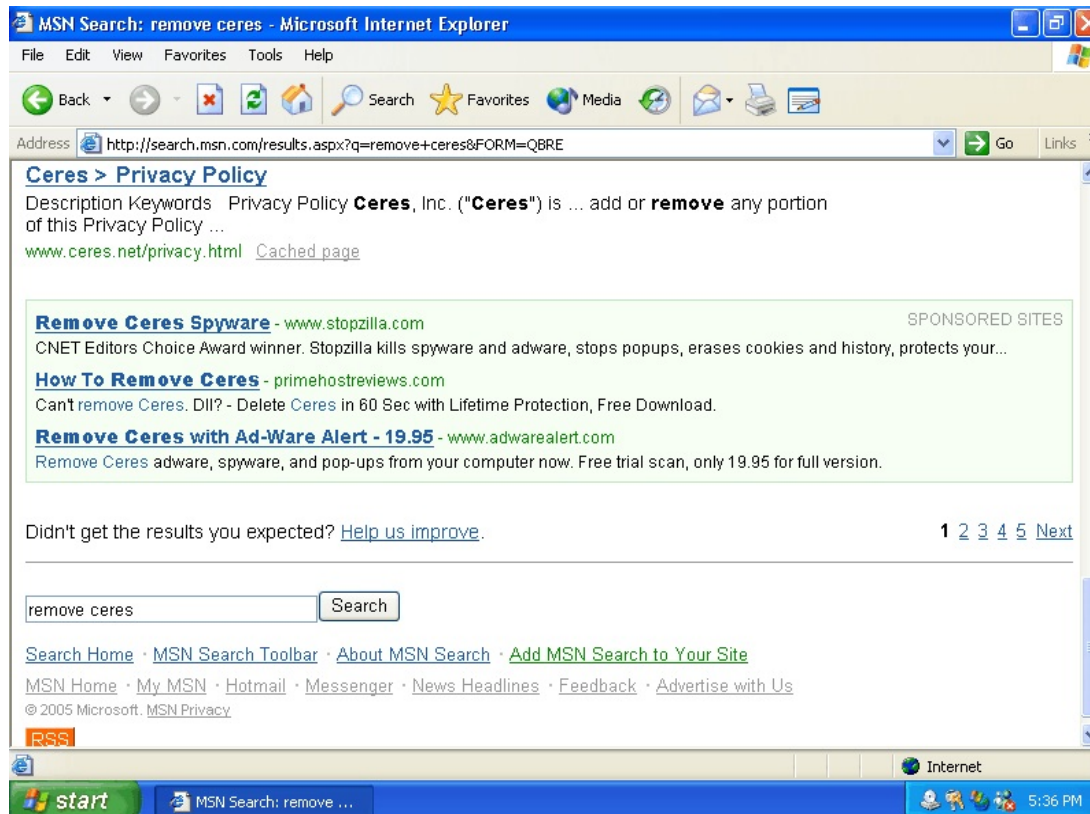 MSN Search: remove ceres - Microsoft Internet Explorer
File Edit View Favorites Tools Help
Back Search Favorites Media
Address http://search.msn.com/results.aspx?q=remove+ceres&FORM=QBRE Go Links
Ceres > Privacy Policy
Description Keywords Privacy Policy Ceres, Inc. ("Ceres") is ... add or remove any portion
of this Privacy Policy ...
www.ceres.net/privacy.html Cached page
Remove Ceres Spyware - www.stopzilla.com SPONSORED SITES
CNET Editors Choice Award winner. Stopzilla kills spyware and adware, stops popups, erases cookies and history, protects your...
How To Remove Ceres - primehostreviews.com
Can't remove Ceres. Dll? - Delete Ceres in 60 Sec with Lifetime Protection, Free Download.
Remove Ceres with Ad-Ware Alert - 19.95 - www.adwarealert.com
Remove Ceres adware, spyware, and pop-ups from your computer now. Free trial scan, only 19.95 for full version.
Didn't get the results you expected? Help us improve. 1 2 3 4 5 Next
remove ceres Search
Search Home · MSN Search Toolbar · About MSN Search · Add MSN Search to Your Site
MSN Home · My MSN · Hotmail · Messenger · News Headlines · Feedback · Advertise with Us
© 2005 Microsoft. MSN Privacy
RSS
Internet
start MSN Search: remove ... 5:36 PM